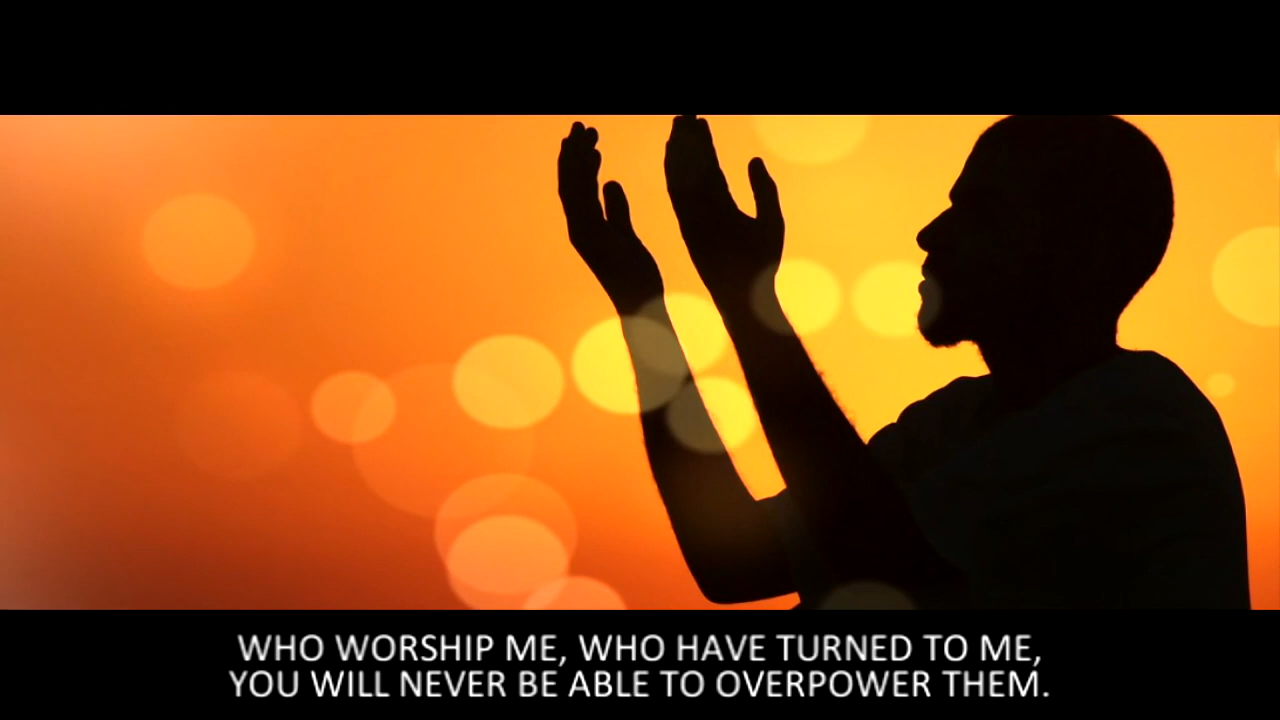 WHO WORSHIP ME, WHO HAVE TURNED TO ME,
YOU WILL NEVER BE ABLE TO OVERPOWER THEM.